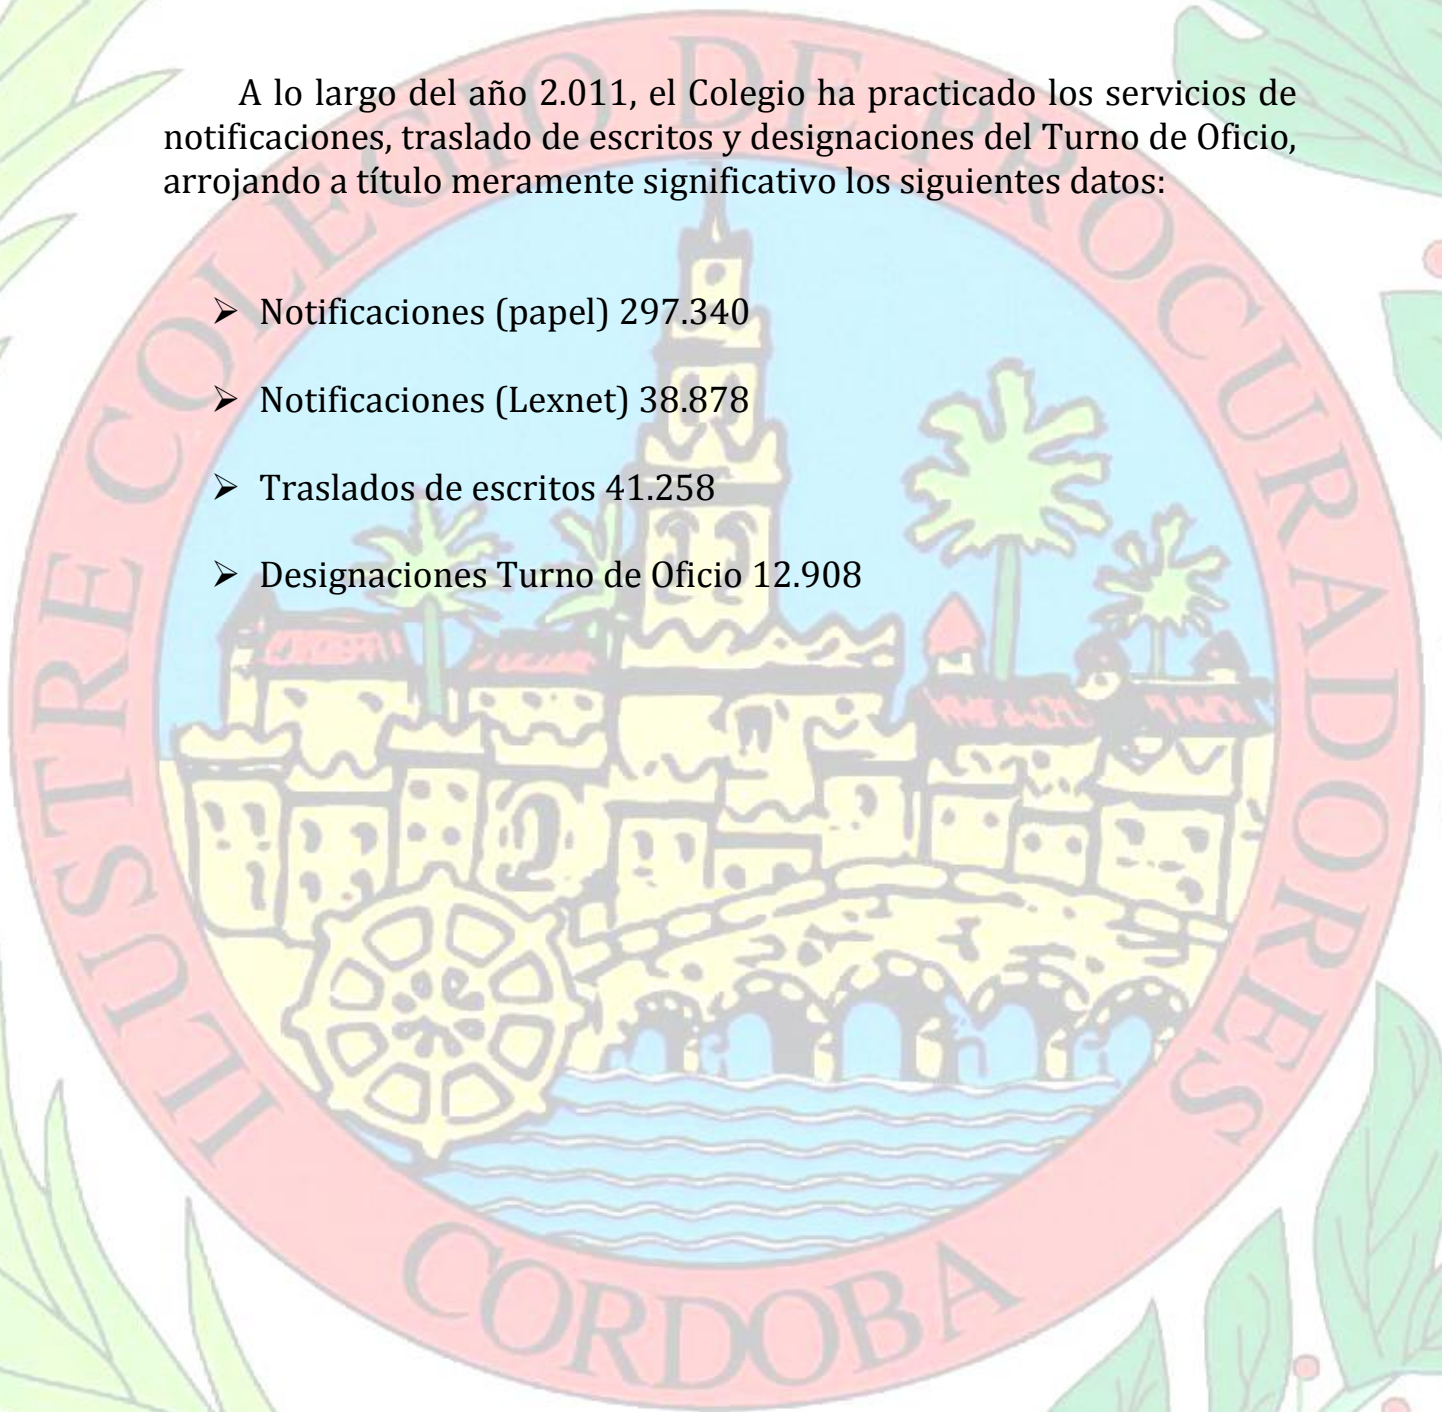 A lo largo del año 2.011, el Colegio ha practicado los servicios de
notificaciones, traslado de escritos y designaciones del Turno de Oficio,
arrojando a título meramente significativo los siguientes datos:
➢ Notificaciones (papel) 297.340
➢ Notificaciones (Lexnet) 38.878
➢ Traslados de escritos 41.258
➢ Designaciones Turno de Oficio 12.908
ILUSTRE COLEGIO DE PROCURADORES
CORDOBA